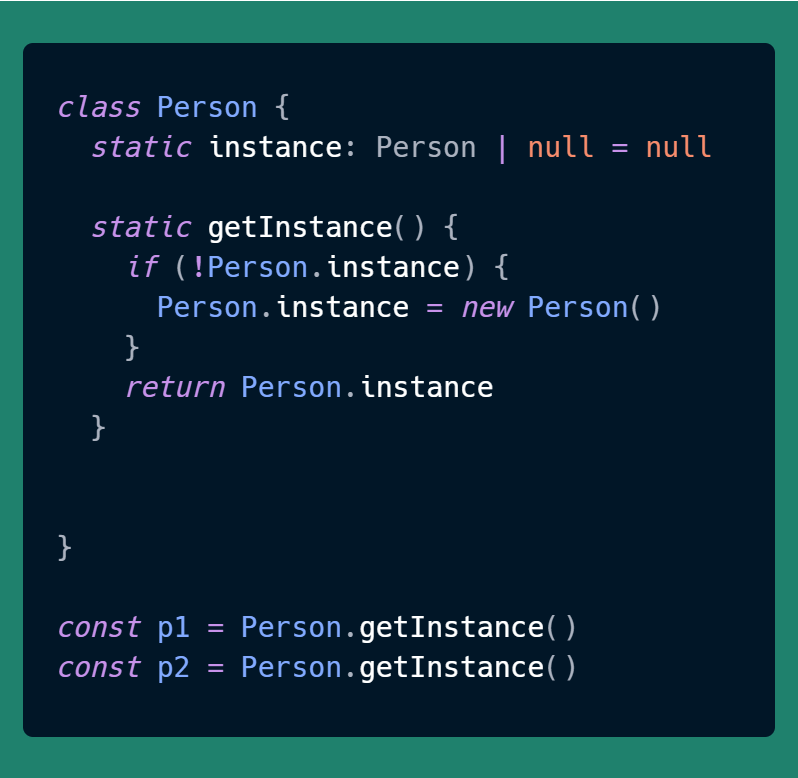 class Person {
  static instance: Person | null = null

  static getInstance() {
    if (!Person.instance) {
      Person.instance = new Person()
    }
    return Person.instance
  }


}

const p1 = Person.getInstance()
const p2 = Person.getInstance()